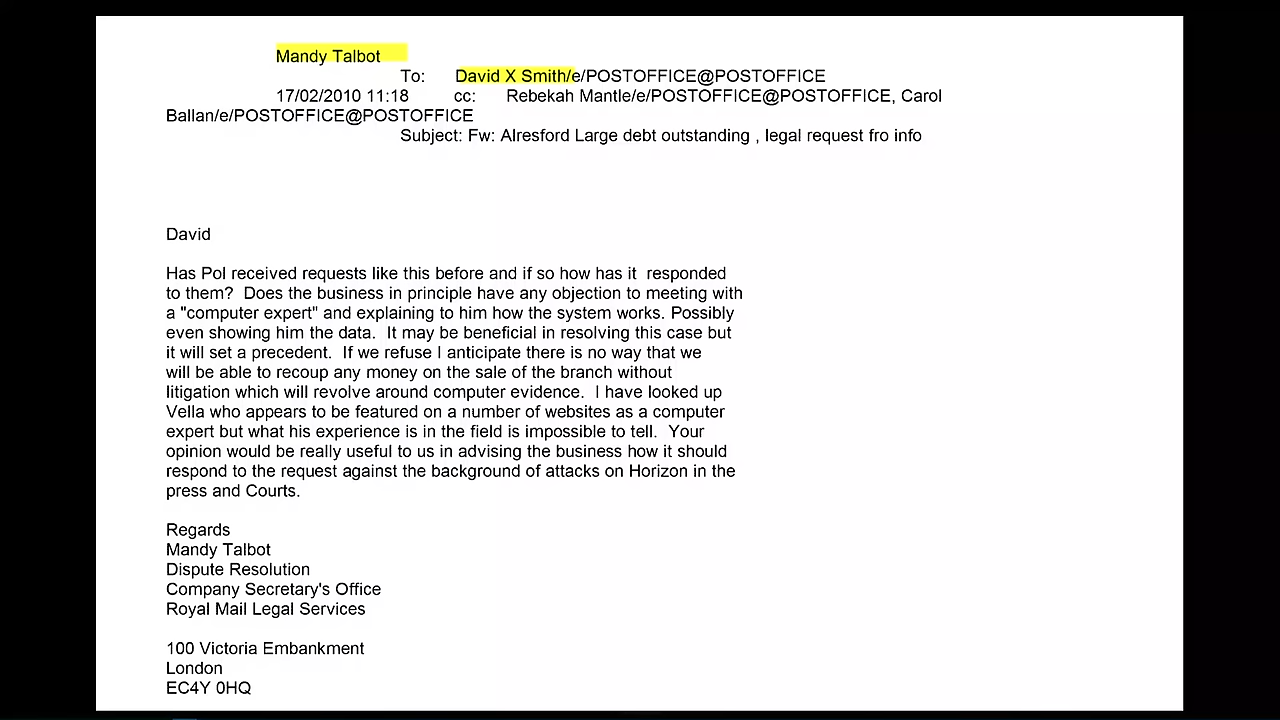 Mandy Talbot
To: David X Smith/e/POSTOFFICE@POSTOFFICE
17/02/2010 11:18 cc: Rebekah Mantle/e/POSTOFFICE@POSTOFFICE, Carol
Ballan/e/POSTOFFICE@POSTOFFICE
Subject: Fw: Alresford Large debt outstanding , legal request fro info
David
Has Pol received requests like this before and if so how has it responded
to them? Does the business in principle have any objection to meeting with
a "computer expert" and explaining to him how the system works. Possibly
even showing him the data. It may be beneficial in resolving this case but
it will set a precedent. If we refuse I anticipate there is no way that we
will be able to recoup any money on the sale of the branch without
litigation which will revolve around computer evidence. I have looked up
Vella who appears to be featured on a number of websites as a computer
expert but what his experience is in the field is impossible to tell. Your
opinion would be really useful to us in advising the business how it should
respond to the request against the background of attacks on Horizon in the
press and Courts.
Regards
Mandy Talbot
Dispute Resolution
Company Secretary's Office
Royal Mail Legal Services
100 Victoria Embankment
London
EC4Y 0HQ